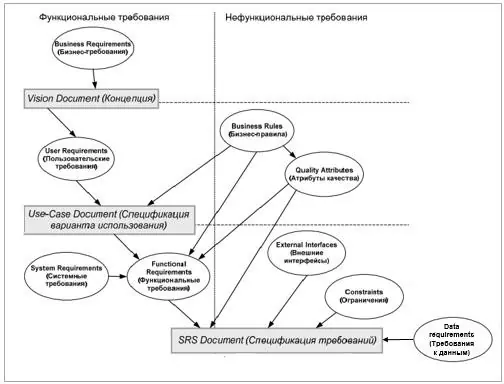 Функциональные требования
Нефункциональные требования
Business Requirements
(Бизнес-требования)
Vision Document (Концепция)
Business Rules
(Бизнес-правила)
User Requirements
(Пользовательские
требования)
Quality Attributes
(Атрибуты качества)
Use-Case Document (Спецификация
варианта использования)
External Interfaces
(Внешние
интерфейсы)
System Requirements
(Системные
требования)
Functional
Requirements
(Функциональные
требования)
Constraints
(Ограничения)
SRS Document (Спецификация требований)
Data
requirements
(Требования
к данным)